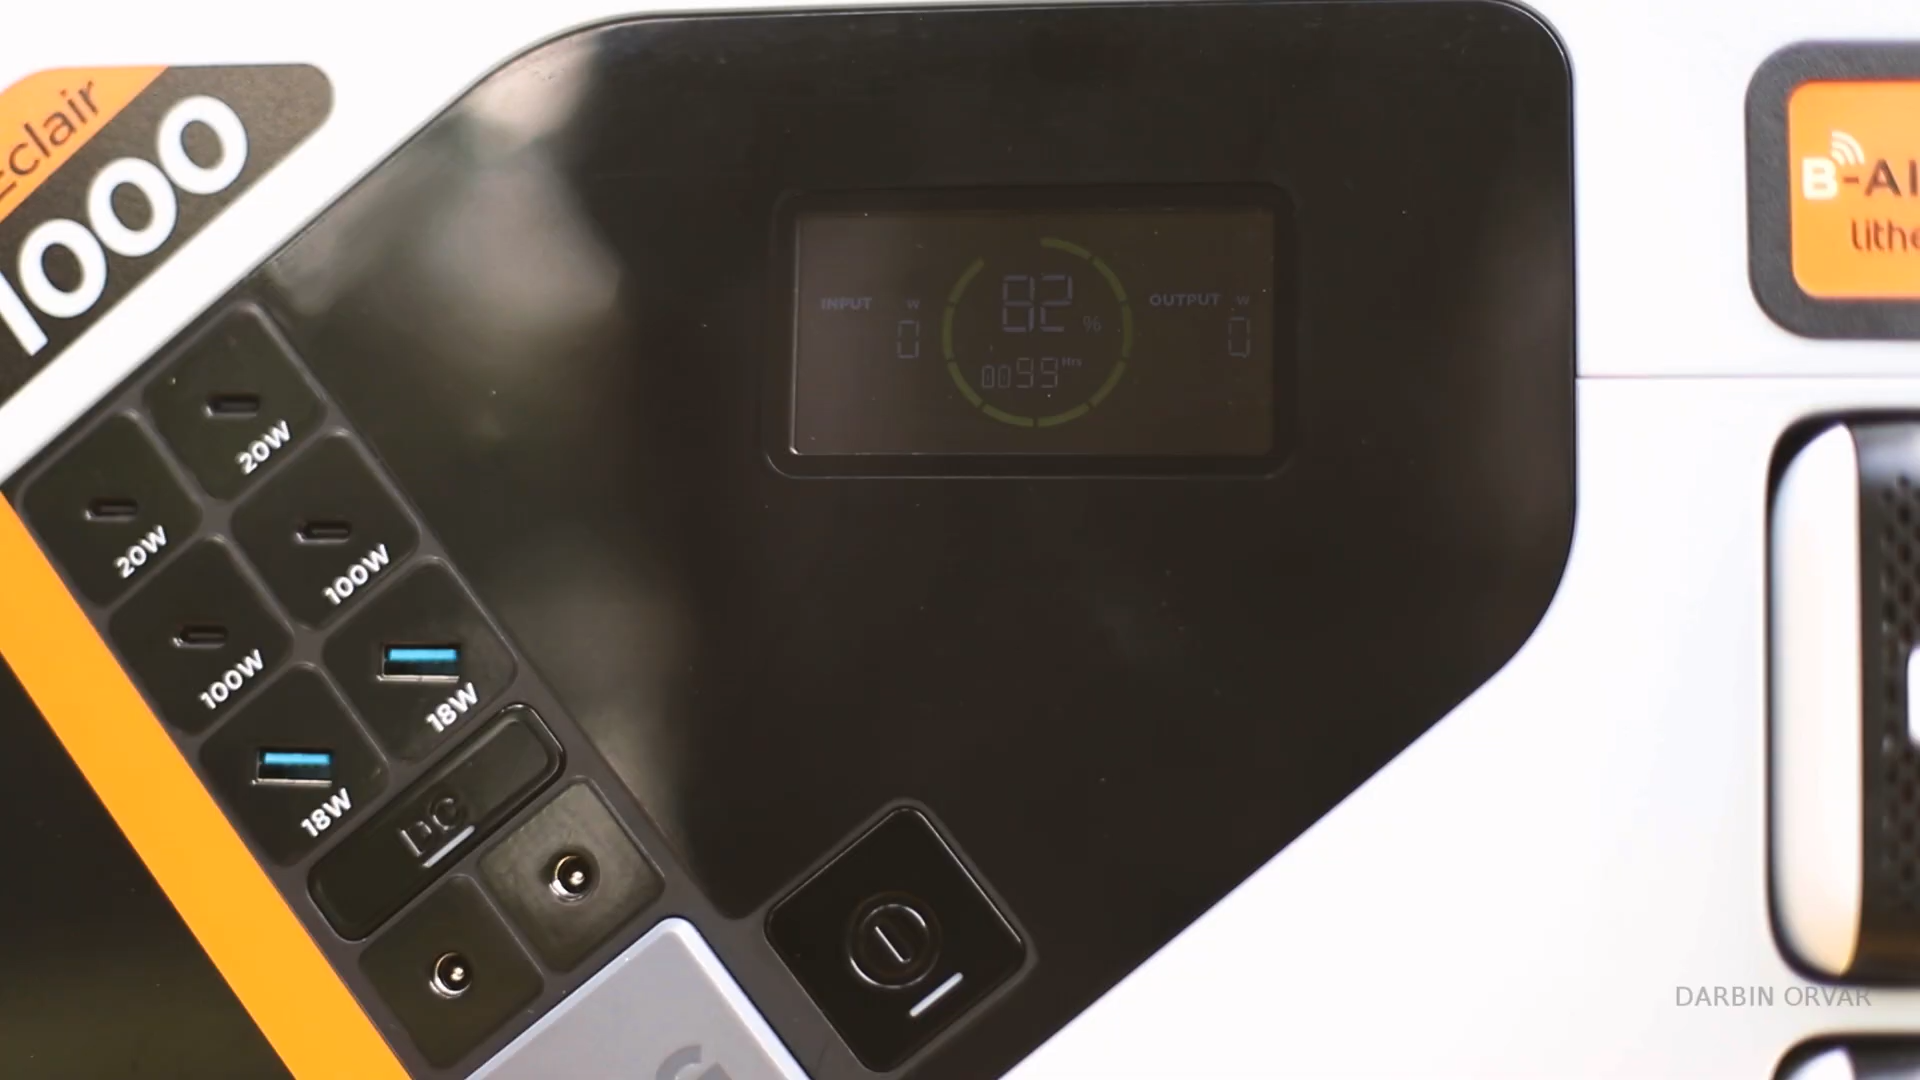 Eclair
1000
INPUT W
0
82 %
0099 Hrs
OUTPUT W
0
B-AI
lithe
20W
20W
100W
100W
18W
18W
DC
DARBIN ORVAR